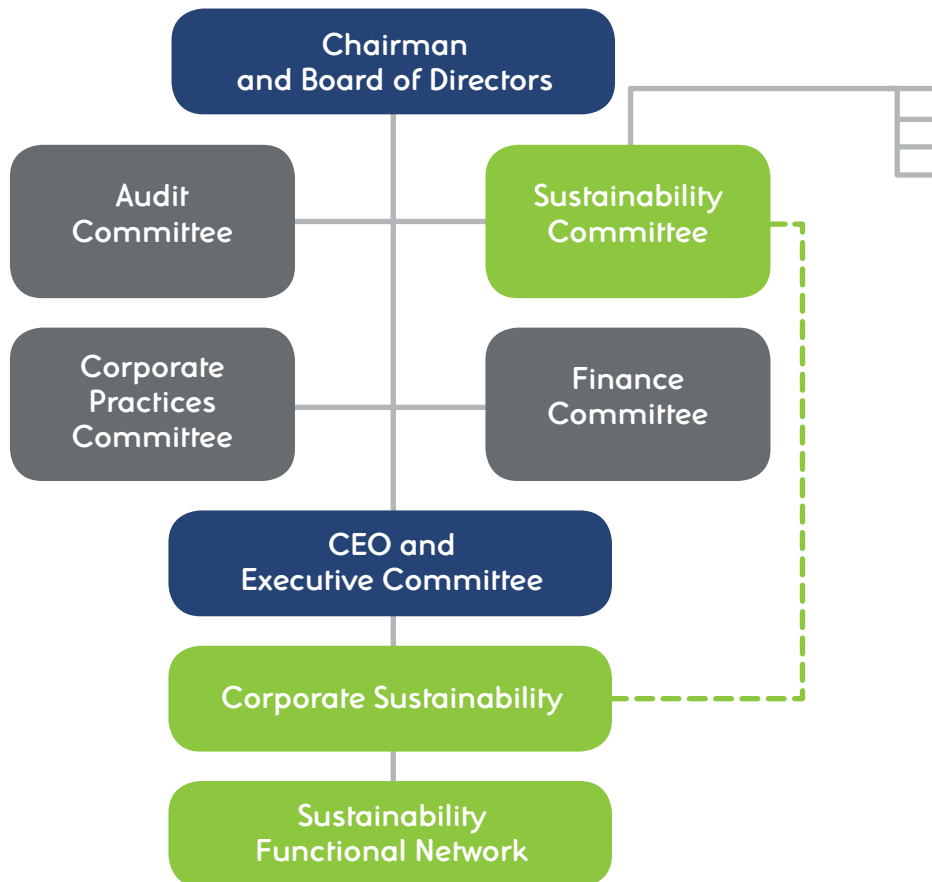 Chairman
and Board of Directors
Audit
Committee
Sustainability
Committee
Corporate
Practices
Committee
Finance
Committee
CEO and
Executive Committee
Corporate Sustainability
Sustainability
Functional Network